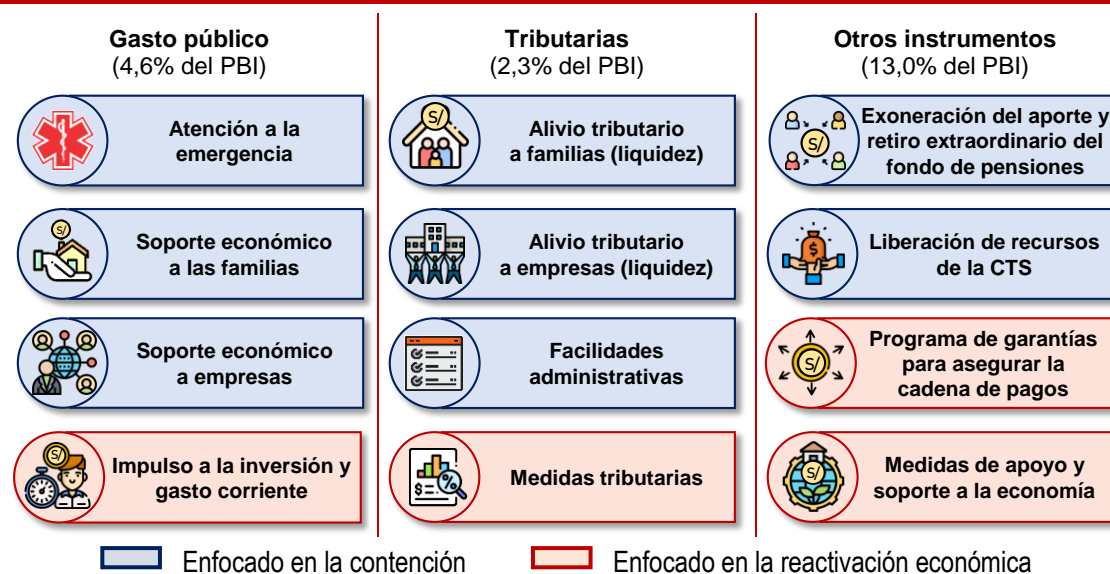 Gasto público
(4,6% del PBI)
Atención a la
emergencia
S/
Soporte económico
a las familias
Soporte económico
a empresas
S/
Impulso a la inversión y
gasto corriente
Tributarias
(2,3% del PBI)
S/
Alivio tributario
a familias (liquidez)
Alivio tributario
a empresas (liquidez)
Facilidades
administrativas
$=
Medidas tributarias
Otros instrumentos
(13,0% del PBI)
S/
Exoneración del aporte y
retiro extraordinario del
fondo de pensiones
$
Liberación de recursos
de la CTS
S/
Programa de garantías
para asegurar la
cadena de pagos
S/
Medidas de apoyo y
soporte a la economía
Enfocado en la contención
Enfocado en la reactivación económica